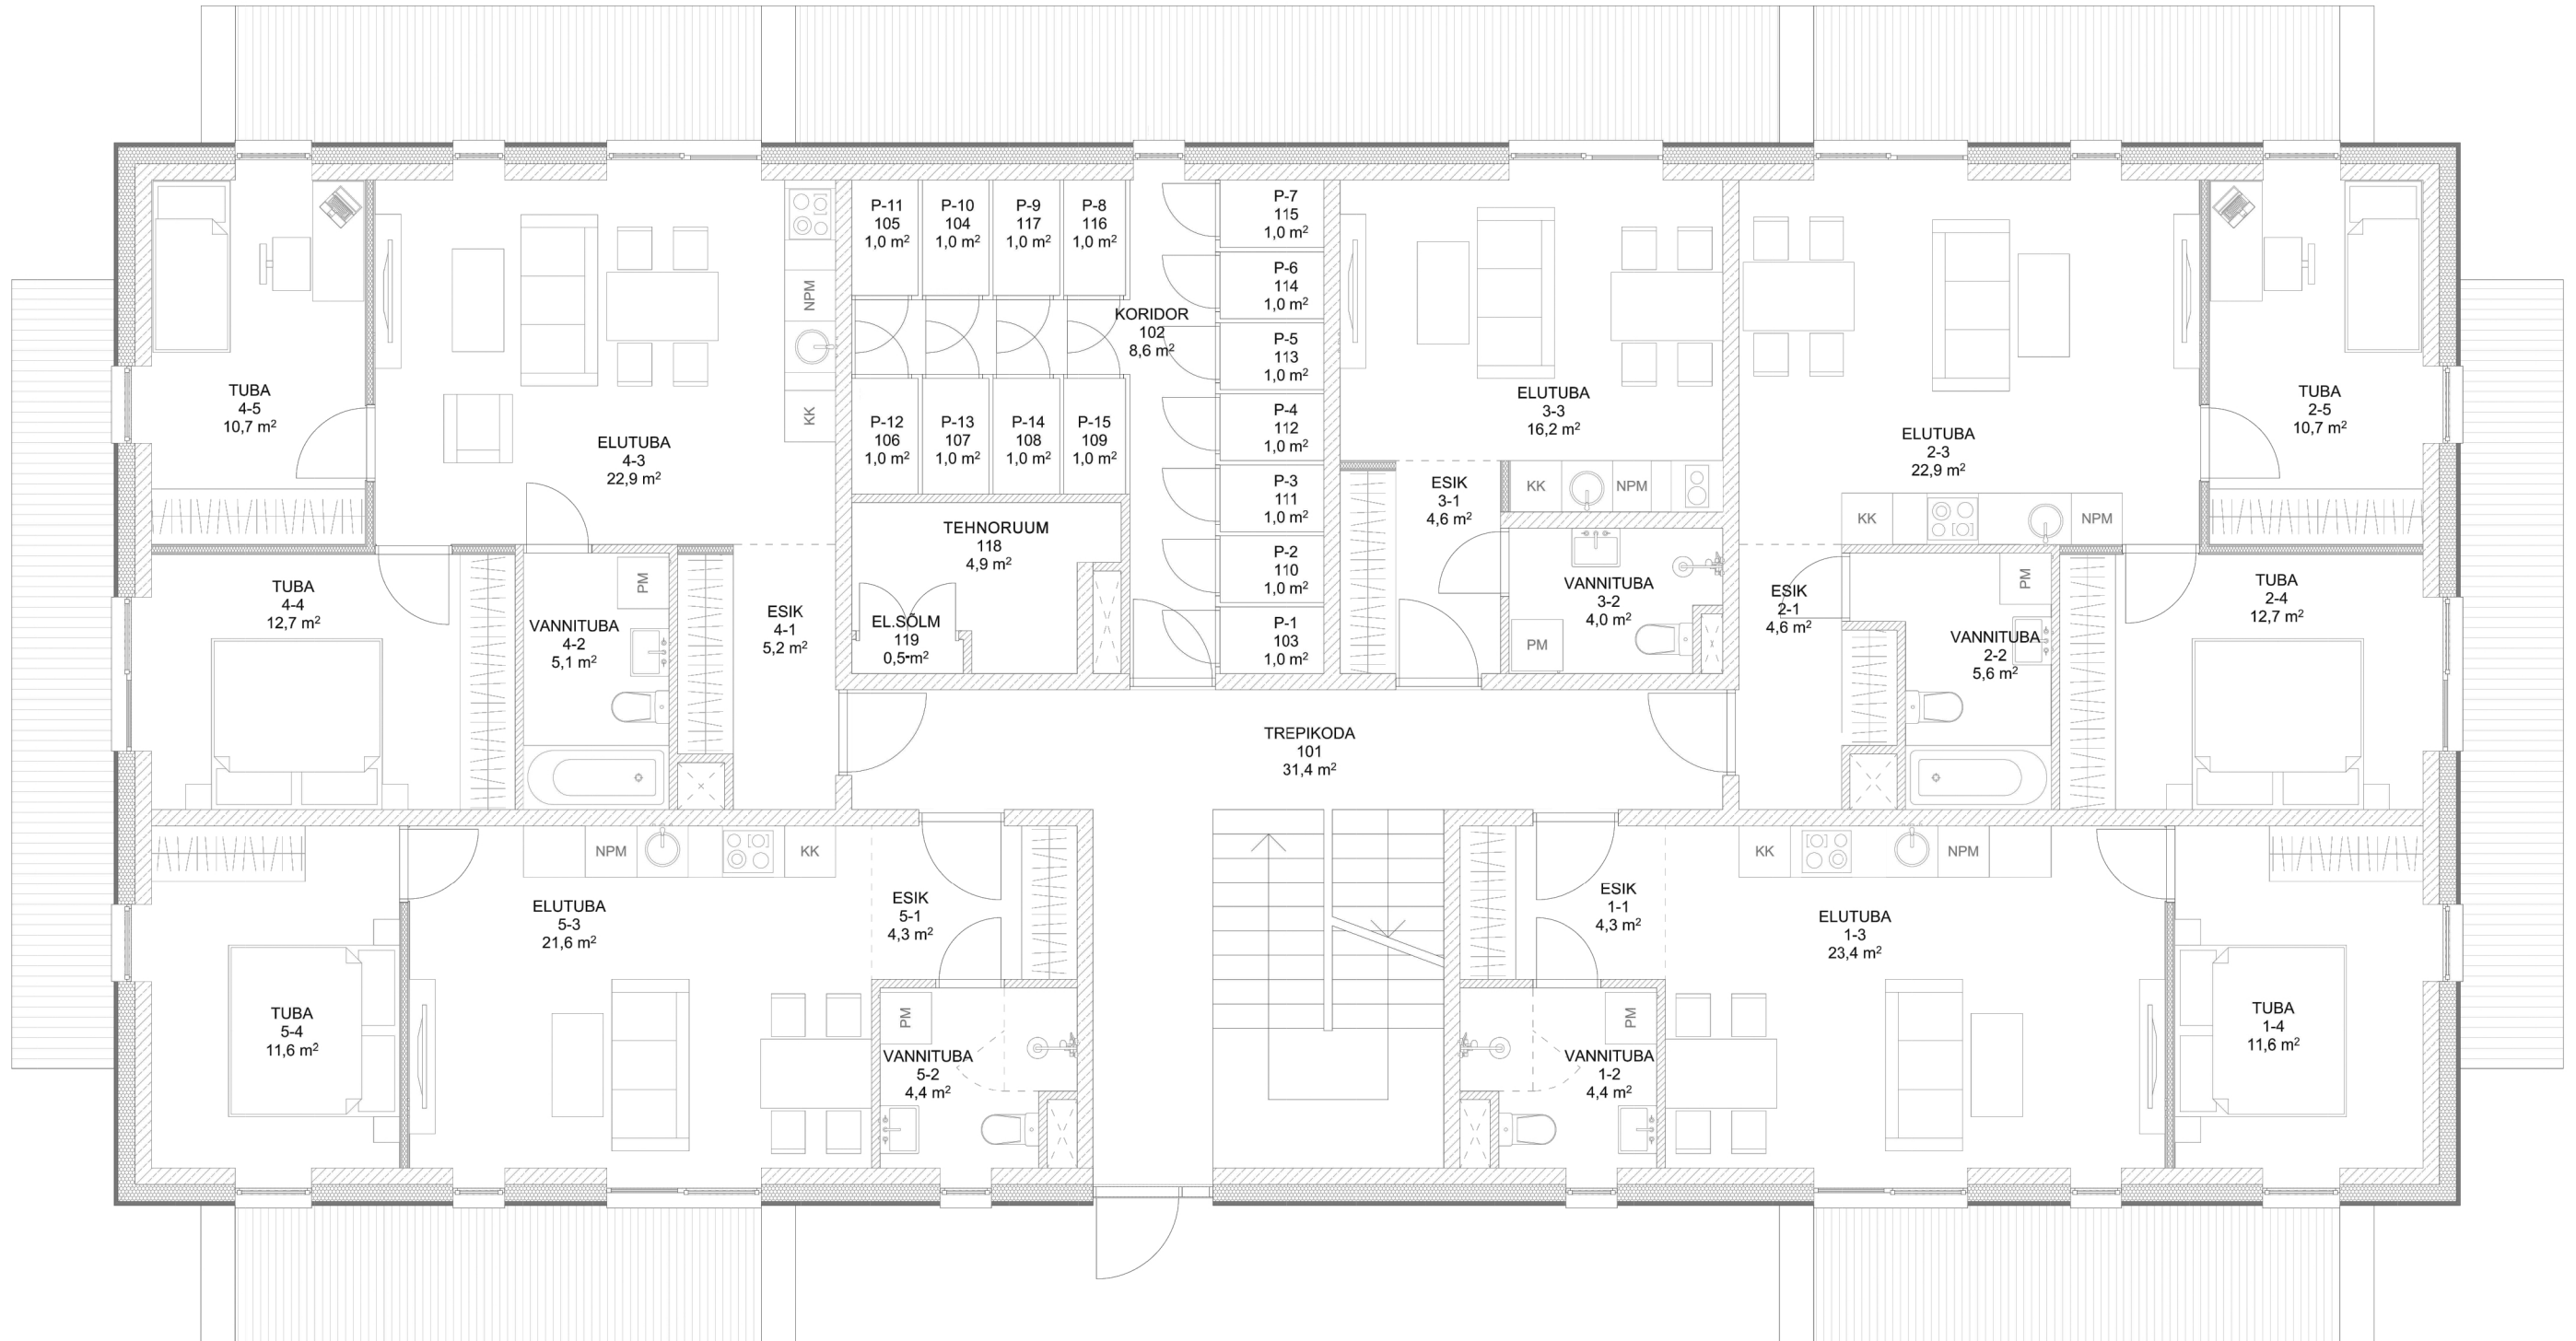 P-11
105
1,0 m²
P-10
104
1,0 m²
P-9
117
1,0 m²
P-8
116
1,0 m²
P-7
115
1,0 m²
P-6
114
1,0 m²
P-5
113
1,0 m²
P-4
112
1,0 m²
P-3
111
1,0 m²
P-2
110
1,0 m²
P-1
103
1,0 m²
KORIDOR
102
8,6 m²
P-12
106
1,0 m²
P-13
107
1,0 m²
P-14
108
1,0 m²
P-15
109
1,0 m²
TUBA
4-5
10,7 m²
ELUTUBA
4-3
22,9 m²
NPM
KK
ELUTUBA
3-3
16,2 m²
KK
NPM
ESIK
3-1
4,6 m²
ELUTUBA
2-3
22,9 m²
KK
NPM
TUBA
2-5
10,7 m²
TEHNORUUM
118
4,9 m²
EL.SÕLM
119
0,5 m²
TUBA
4-4
12,7 m²
VANNITUBA
4-2
5,1 m²
PM
ESIK
4-1
5,2 m²
VANNITUBA
3-2
4,0 m²
PM
ESIK
2-1
4,6 m²
VANNITUBA
2-2
5,6 m²
PM
TUBA
2-4
12,7 m²
TREPIKODA
101
31,4 m²
NPM
KK
ELUTUBA
5-3
21,6 m²
ESIK
5-1
4,3 m²
TUBA
5-4
11,6 m²
PM
VANNITUBA
5-2
4,4 m²
ESIK
1-1
4,3 m²
KK
NPM
ELUTUBA
1-3
23,4 m²
PM
VANNITUBA
1-2
4,4 m²
TUBA
1-4
11,6 m²